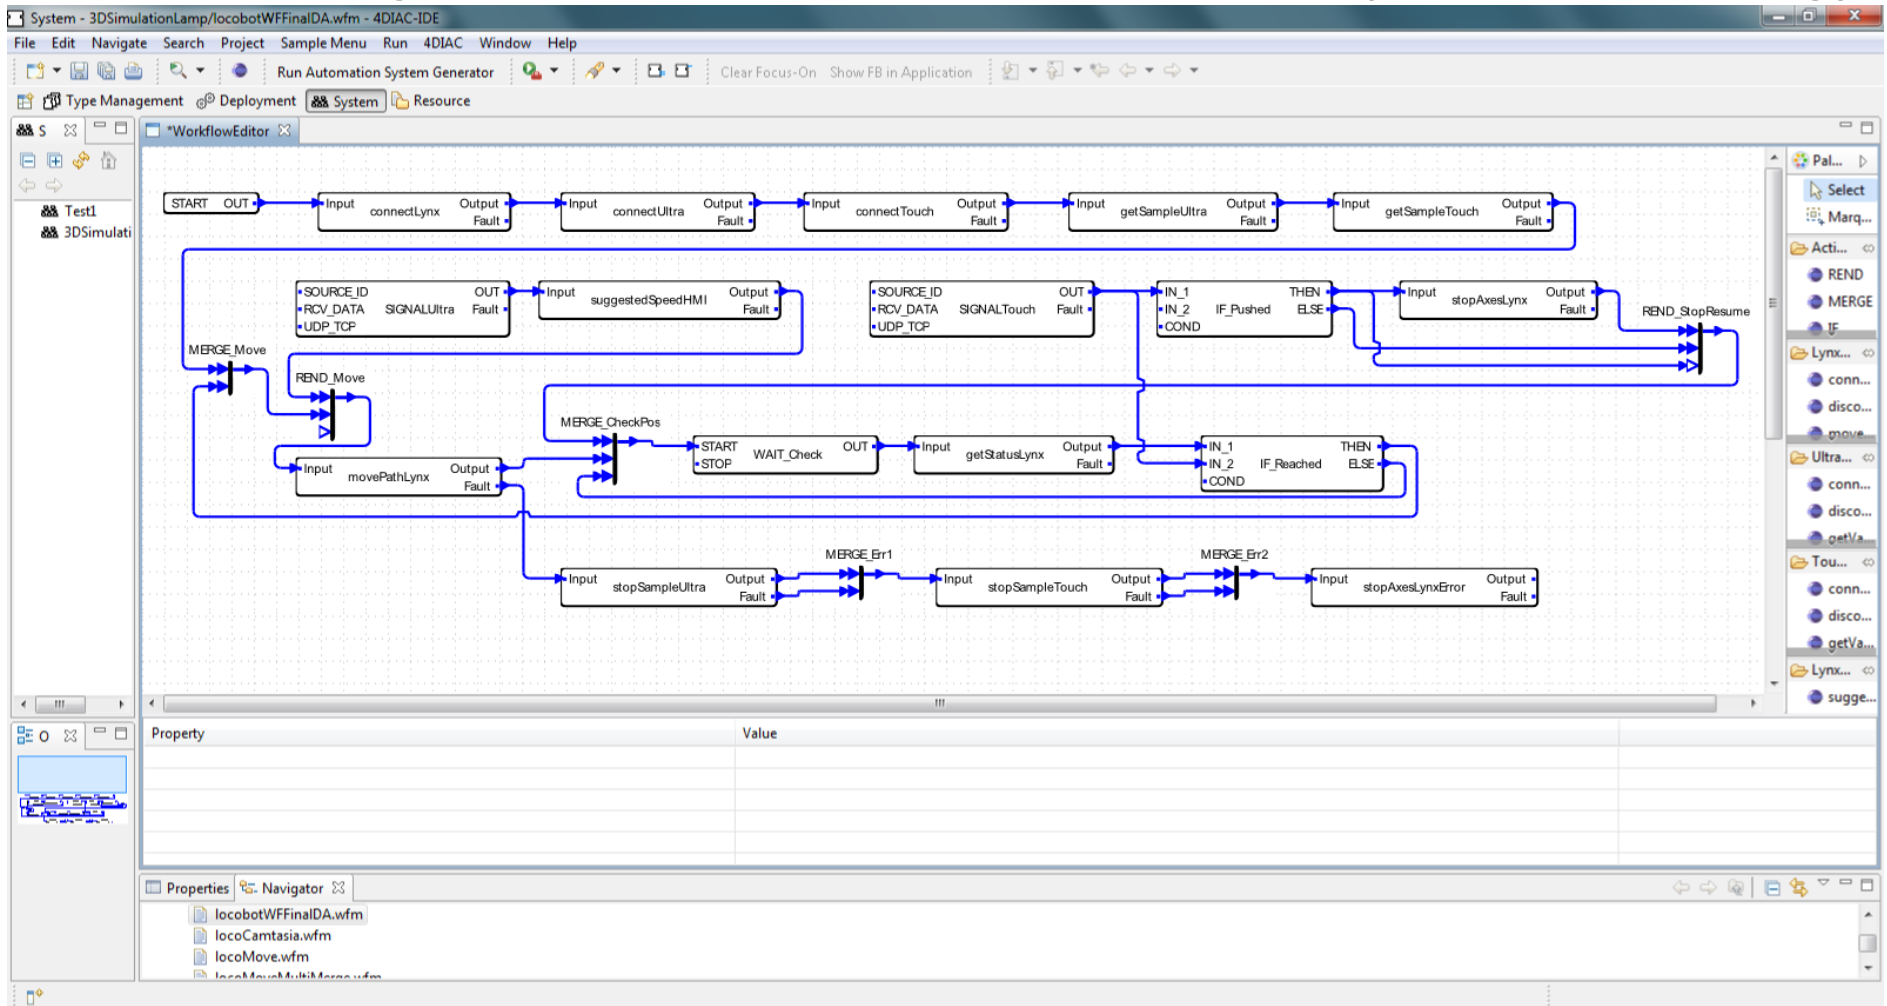 System - 3DSimulationLamp/locobotWFFinalDA.wfm - 4DIAC-IDE
File Edit Navigate Search Project Sample Menu Run 4DIAC Window Help
Run Automation System Generator Clear Focus-On Show FB in Application
Type Management Deployment System Resource
S *WorkflowEditor
Pal...
Select
Marq...
Test1
3DSimulati
START OUT Input connectLynx Output Fault Input connectUltra Output Fault Input connectTouch Output Fault Input getSampleUltra Output Fault Input getSampleTouch Output Fault
Acti...
REND
MERGE
IF
SOURCE_ID OUT Input suggestedSpeedHMI Output SOURCE_ID OUT IN_1 THEN Input stopAxesLynx Output
RCV_DATA SIGNALUltra Fault Fault RCV_DATA SIGNALTouch Fault IN_2 IF_Pushed ELSE Fault REND_StopResume
UDP_TCP UDP_TCP COND
MERGE_Move
REND_Move
Lynx...
conn...
disco...
move...
MERGE_CheckPos
START OUT Input getStatusLynx Output IN_1 THEN
STOP WAIT_Check Fault IN_2 IF_Reached ELSE
COND
Input movePathLynx Output
Fault
Ultra...
conn...
disco...
getVa...
MERGE_Err1 MERGE_Err2
Input stopSampleUltra Output Input stopSampleTouch Output Input stopAxesLynxError Output
Fault Fault Fault
Tou...
conn...
disco...
getVa...
Lynx...
sugge...
O
Property Value
Properties Navigator
locobotWFFinalDA.wfm
locoCamtasia.wfm
locoMove.wfm
locoMoveMultiMerge.wfm